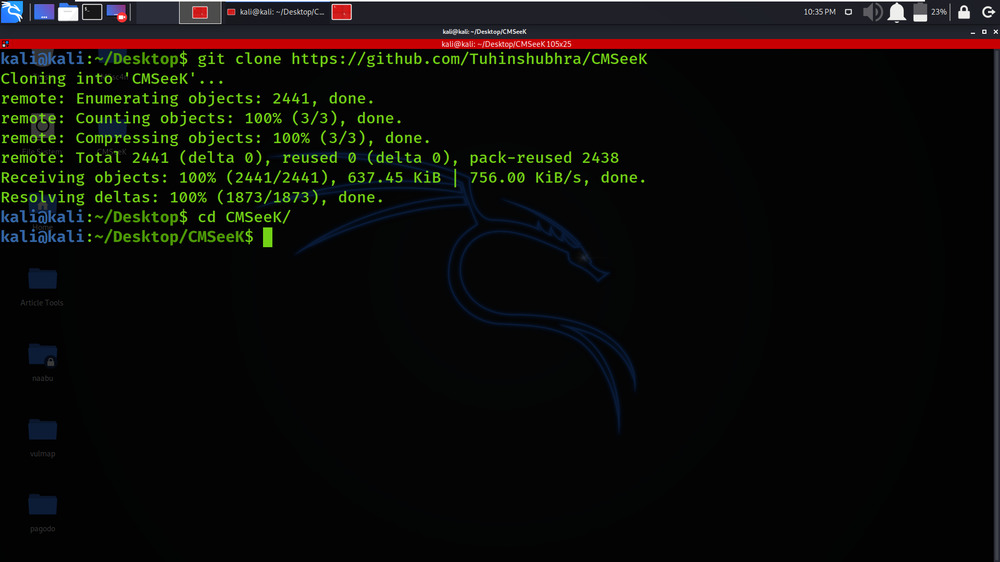 kali@kali: ~/Desktop/C...
10:35 PM
23%
kali@kali: ~/Desktop/CMSeeK
kali@kali: ~/Desktop/CMSeeK 105x25
kali@kali:~/Desktop$ git clone https://github.com/Tuhinshubhra/CMSeeK
Cloning into 'CMSeeK'...
remote: Enumerating objects: 2441, done.
remote: Counting objects: 100% (3/3), done.
remote: Compressing objects: 100% (3/3), done.
remote: Total 2441 (delta 0), reused 0 (delta 0), pack-reused 2438
Receiving objects: 100% (2441/2441), 637.45 KiB | 756.00 KiB/s, done.
Resolving deltas: 100% (1873/1873), done.
kali@kali:~/Desktop$ cd CMSeeK/
kali@kali:~/Desktop/CMSeeK$
File System
CMSeeK
Home
Article Tools
naabu
vulmap
pagodo